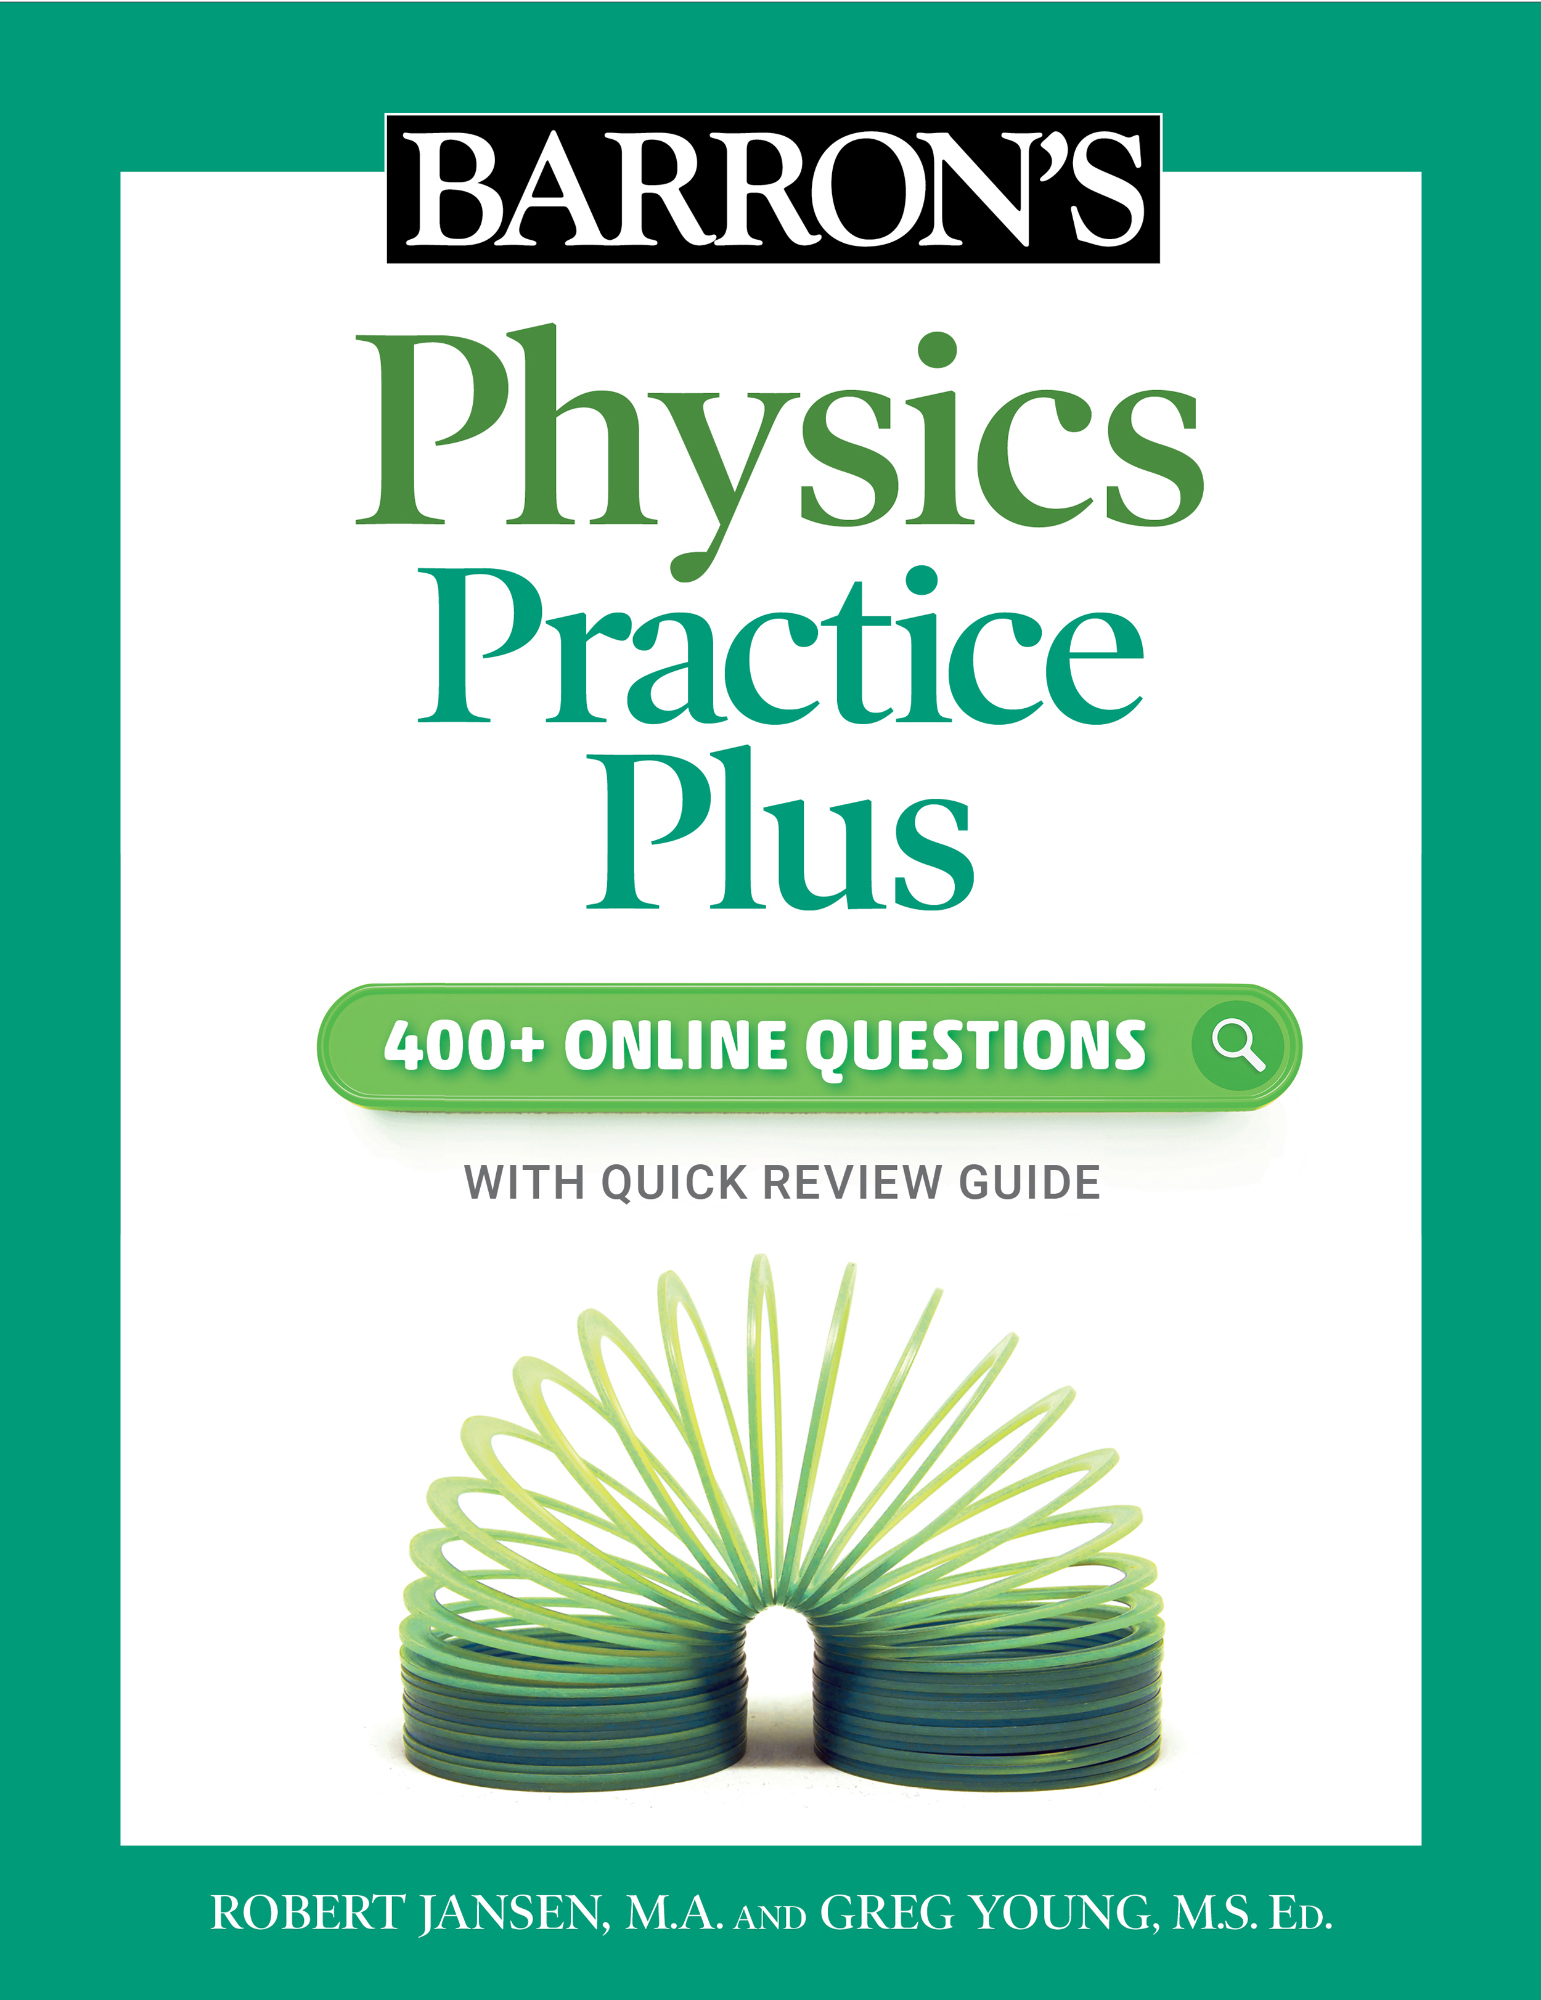 BARRON'S
Physics
Practice
Plus
400+ ONLINE QUESTIONS
WITH QUICK REVIEW GUIDE
ROBERT JANSEN, M.A. AND GREG YOUNG, M.S. ED.